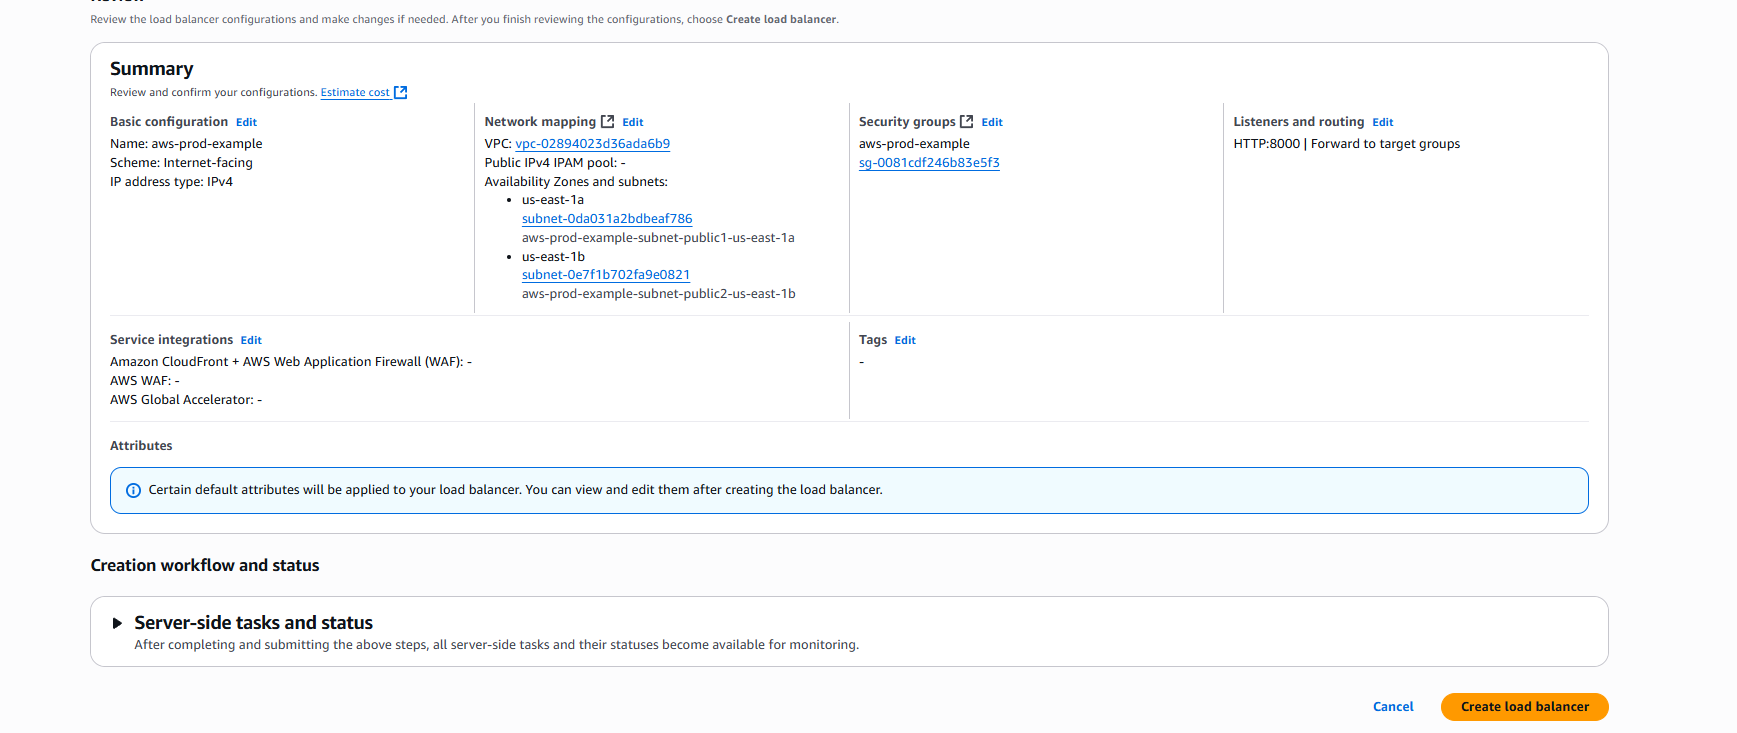 Review the load balancer configurations and make changes if needed. After you finish reviewing the configurations, choose Create load balancer.
Summary
Review and confirm your configurations. Estimate cost
Basic configuration Edit
Name: aws-prod-example
Scheme: Internet-facing
IP address type: IPv4
Network mapping Edit
VPC: vpc-02894023d36ada6b9
Public IPv4 IPAM pool: -
Availability Zones and subnets:
• us-east-1a
subnet-0da031a2bdbeaf786
aws-prod-example-subnet-public1-us-east-1a
• us-east-1b
subnet-0e7f1b702fa9e0821
aws-prod-example-subnet-public2-us-east-1b
Security groups Edit
aws-prod-example
sg-0081cdf246b83e5f3
Listeners and routing Edit
HTTP:8000 | Forward to target groups
Service integrations Edit
Amazon CloudFront + AWS Web Application Firewall (WAF): -
AWS WAF: -
AWS Global Accelerator: -
Tags Edit
-
Attributes
Certain default attributes will be applied to your load balancer. You can view and edit them after creating the load balancer.
Creation workflow and status
Server-side tasks and status
After completing and submitting the above steps, all server-side tasks and their statuses become available for monitoring.
Cancel
Create load balancer